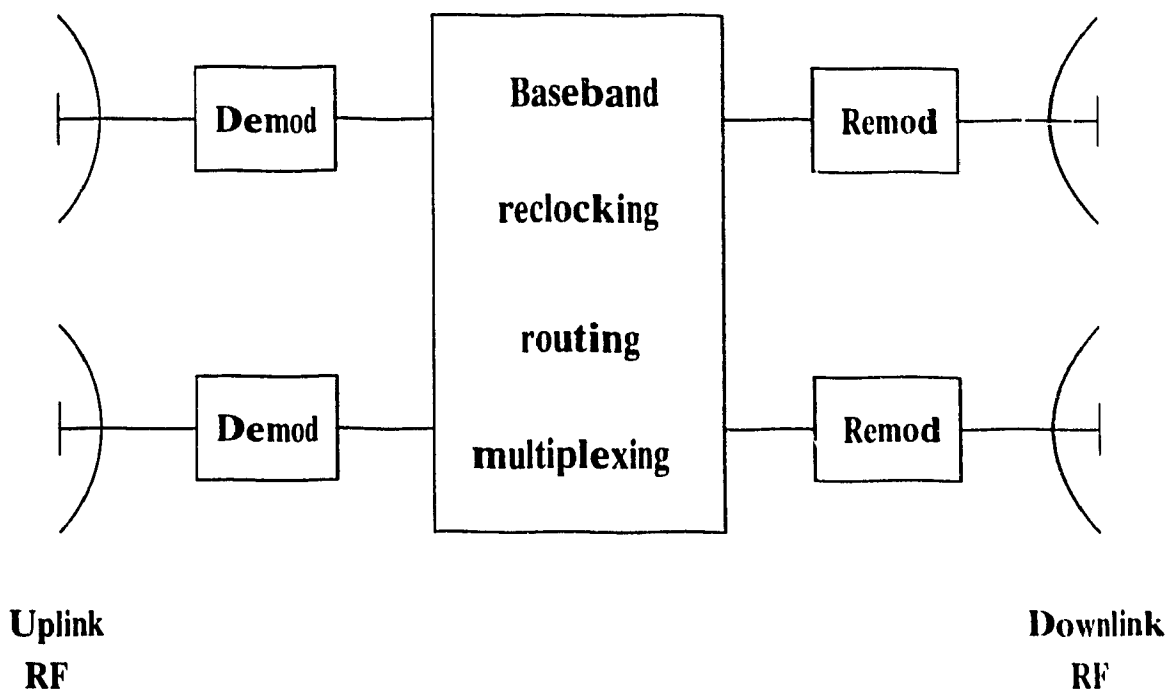 Baseband
Demod
Remod
reclocking
routing
Demod
Remod
multiplexing
Uplink
RF
Downlink
RF